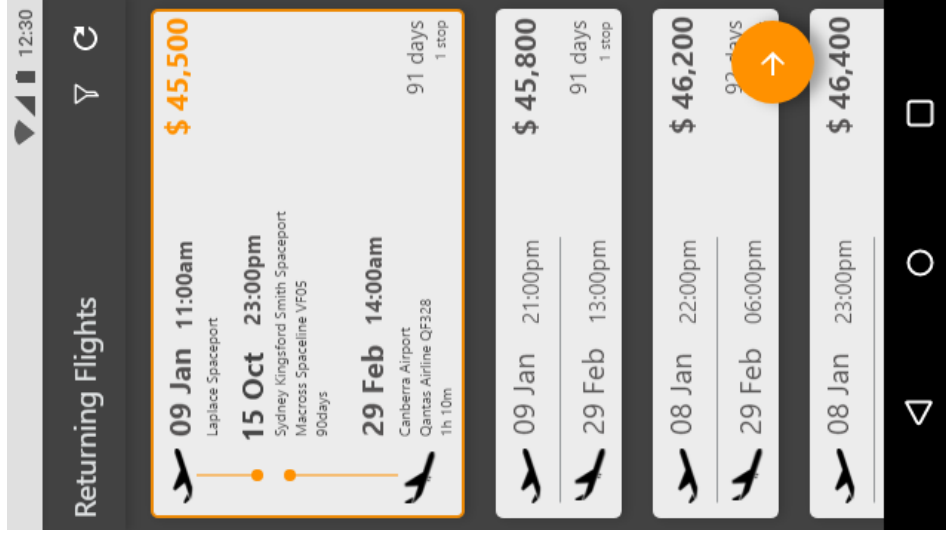 12:30
Returning Flights
09 Jan 11:00am
$ 45,500
Laplace Spaceport
15 Oct 23:00pm
Sydney Kingsford Smith Spaceport
Macross Spaceline VF05
90days
29 Feb 14:00am
91 days
Canberra Airport
1 stop
Qantas Airline QF328
1h 10m
09 Jan 21:00pm
$ 45,800
29 Feb 13:00pm
91 days
1 stop
08 Jan 22:00pm
$ 46,200
29 Feb 06:00pm
days
08 Jan 23:00pm
$ 46,400